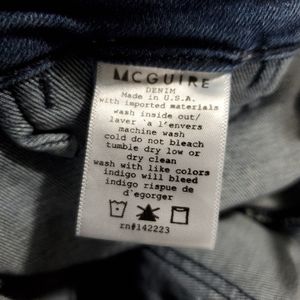 MCGUIRE
DENIM
Made in U.S.A.
with imported materials
wash inside out/
laver `a l'envers
machine wash
cold do not bleach
tumble dry low or
dry clean
wash with like colors
indigo will bleed
indigo rispue de
d'egorger
rn#142223